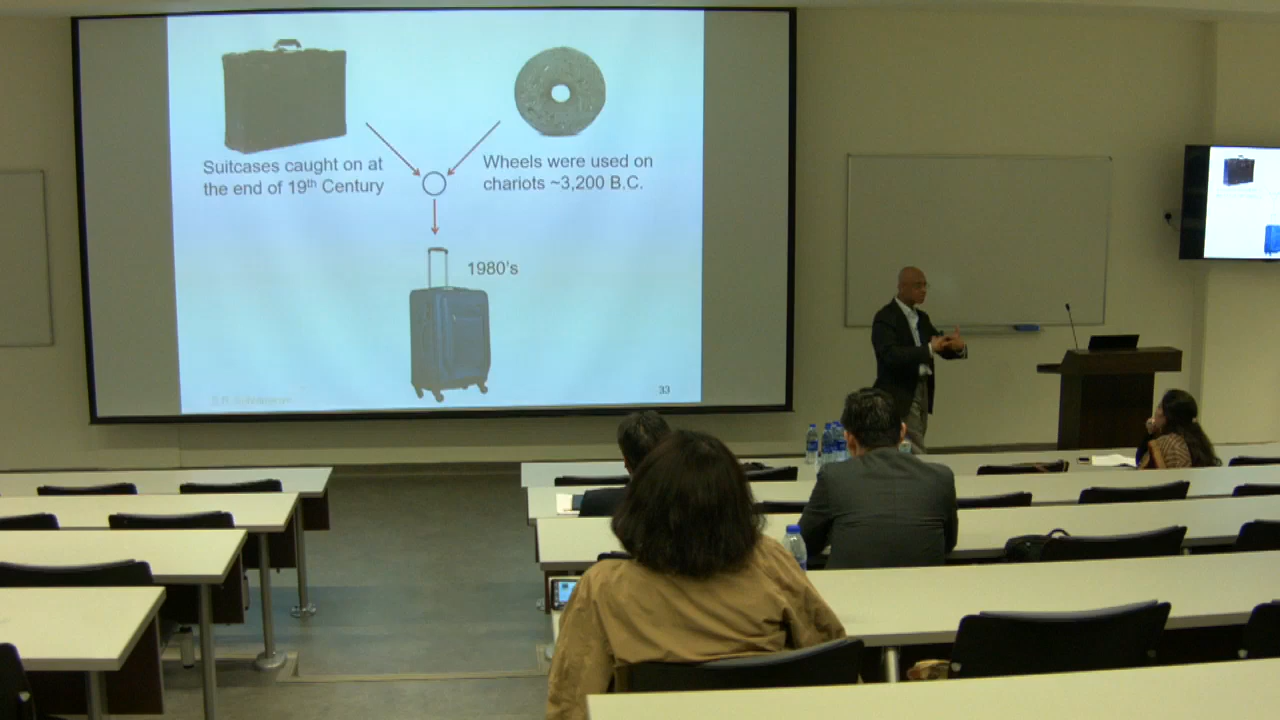 Suitcases caught on at
the end of 19th Century
Wheels were used on
chariots ~3,200 B.C.
1980's
33